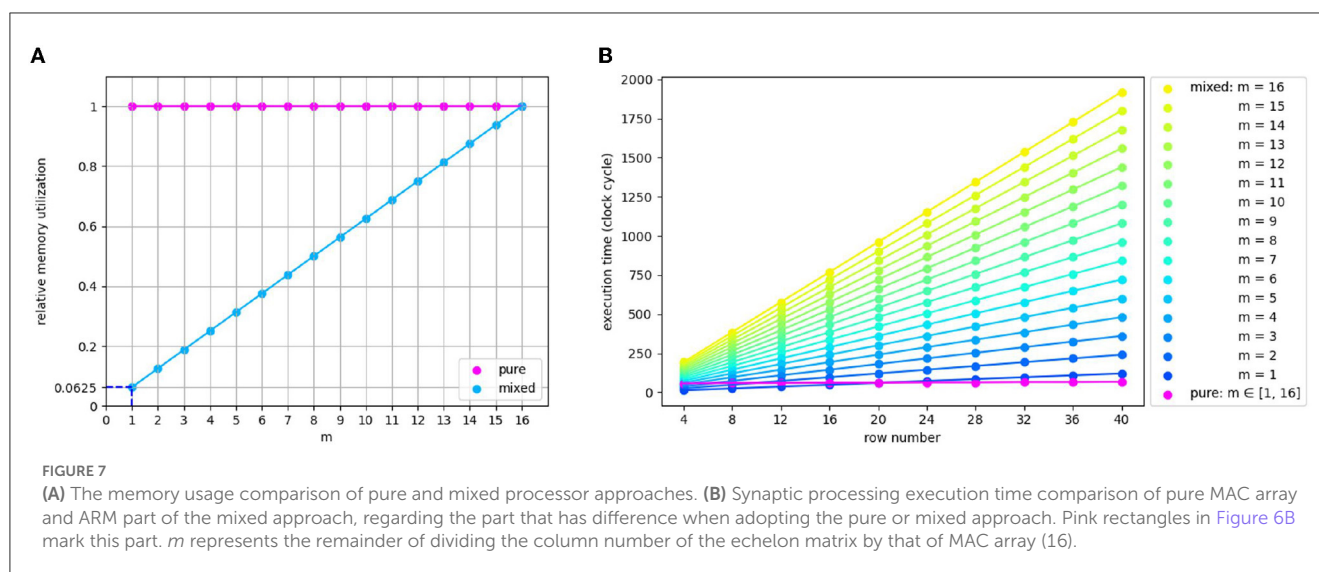 A
relative memory utilization
1
0.8
0.6
0.4
0.2
0.0625
0
0 1 2 3 4 5 6 7 8 9 10 11 12 13 14 15 16
m
pure
mixed
B
execution time (clock cycle)
2000
1750
1500
1250
1000
750
500
250
0
4 8 12 16 20 24 28 32 36 40
row number
mixed: m = 16
m = 15
m = 14
m = 13
m = 12
m = 11
m = 10
m = 9
m = 8
m = 7
m = 6
m = 5
m = 4
m = 3
m = 2
m = 1
pure: m ∈ [1, 16]
FIGURE 7
(A) The memory usage comparison of pure and mixed processor approaches. (B) Synaptic processing execution time comparison of pure MAC array
and ARM part of the mixed approach, regarding the part that has difference when adopting the pure or mixed approach. Pink rectangles in Figure 6B
mark this part. m represents the remainder of dividing the column number of the echelon matrix by that of MAC array (16).